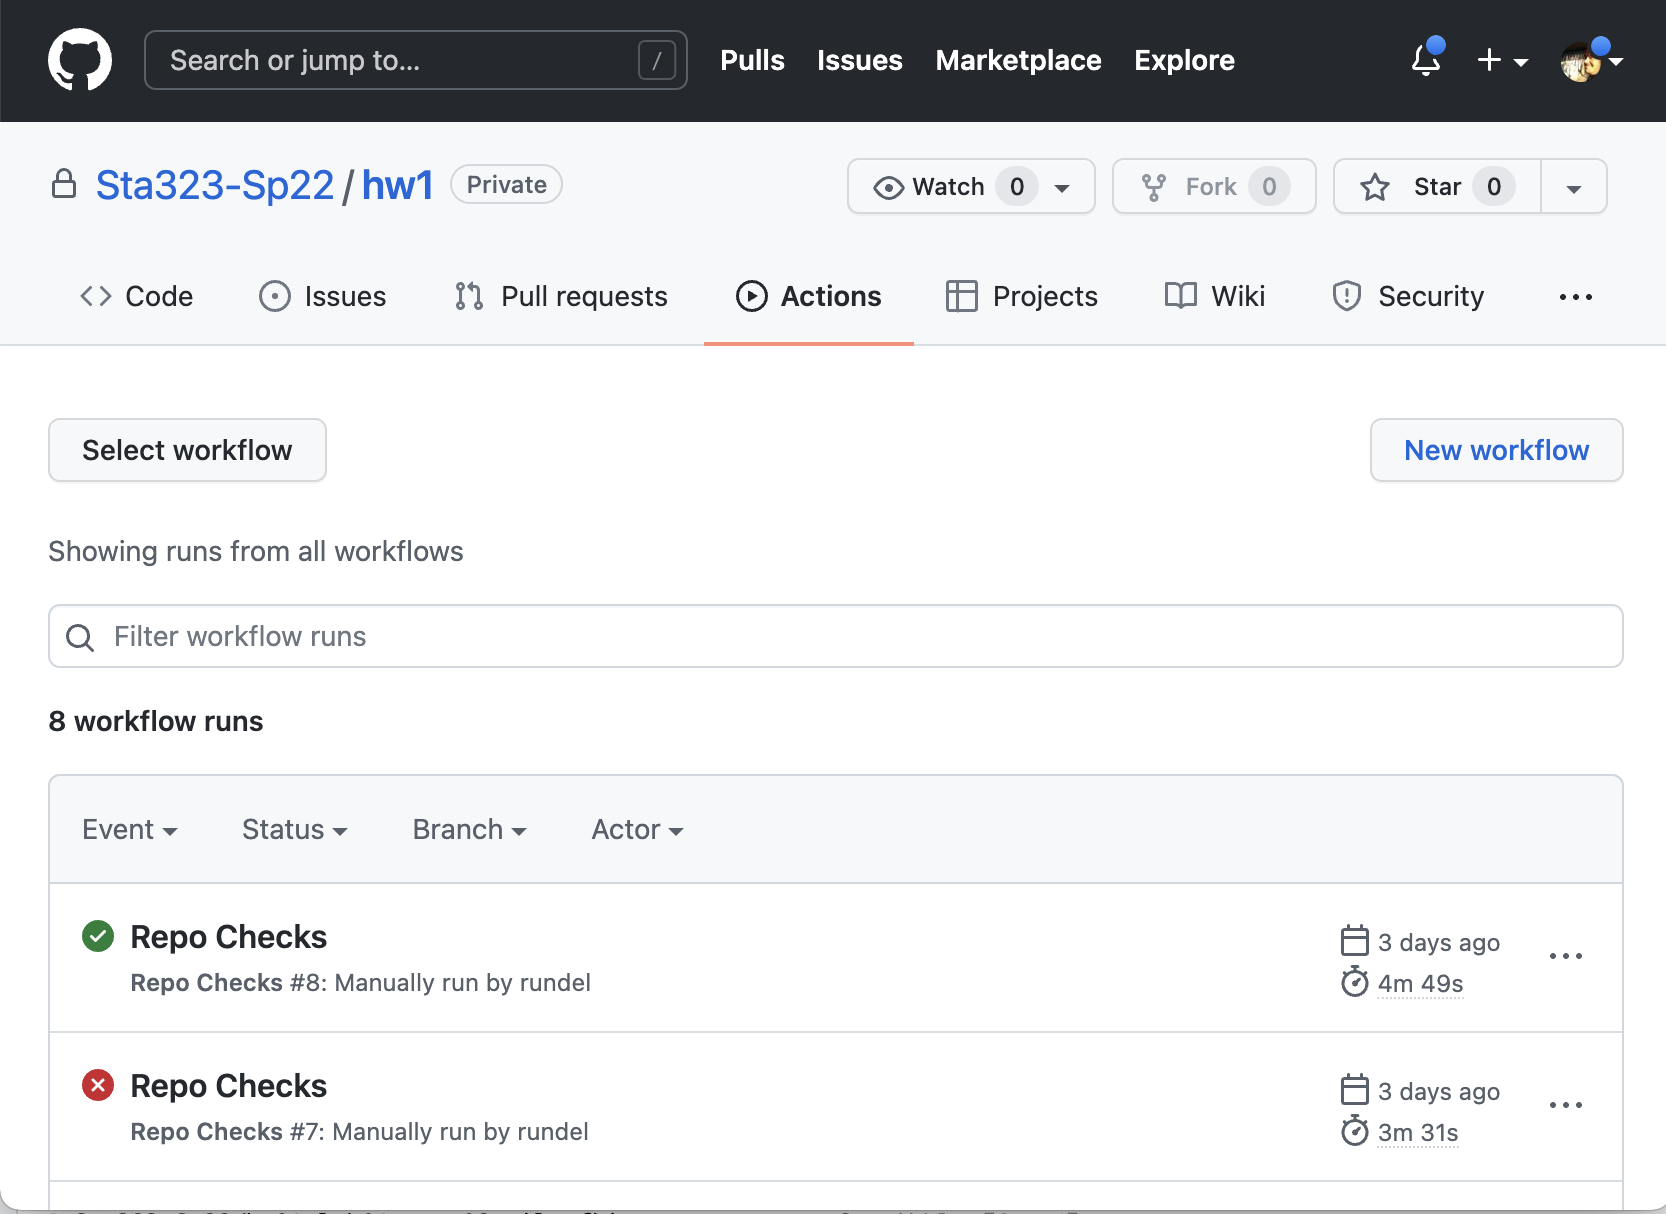 Search or jump to... / Pulls Issues Marketplace Explore
Sta323-Sp22 / hw1 Private Watch 0 Fork 0 Star 0
Code Issues Pull requests Actions Projects Wiki Security ...
Select workflow New workflow
Showing runs from all workflows
Filter workflow runs
8 workflow runs
Event Status Branch Actor
Repo Checks 3 days ago ...
Repo Checks #8: Manually run by rundel 4m 49s
Repo Checks 3 days ago ...
Repo Checks #7: Manually run by rundel 3m 31s